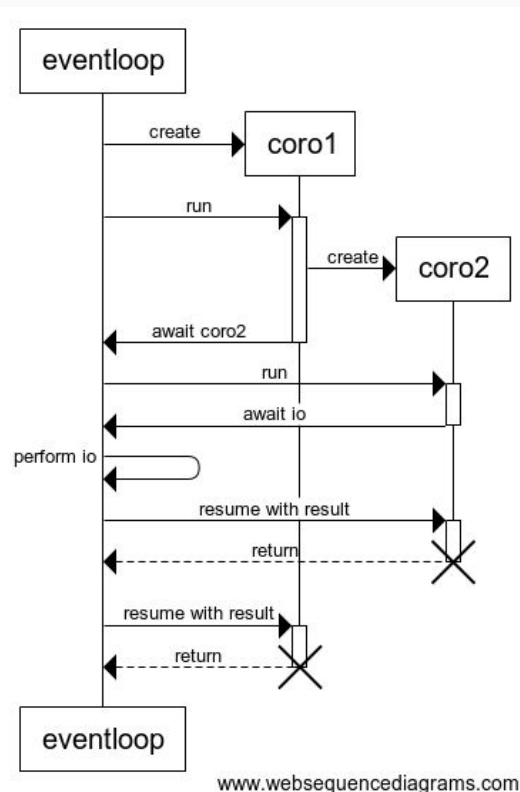 eventloop
create
coro1
run
create
coro2
await coro2
run
await io
perform io
resume with result
return
resume with result
return
eventloop
www.websequencediagrams.com